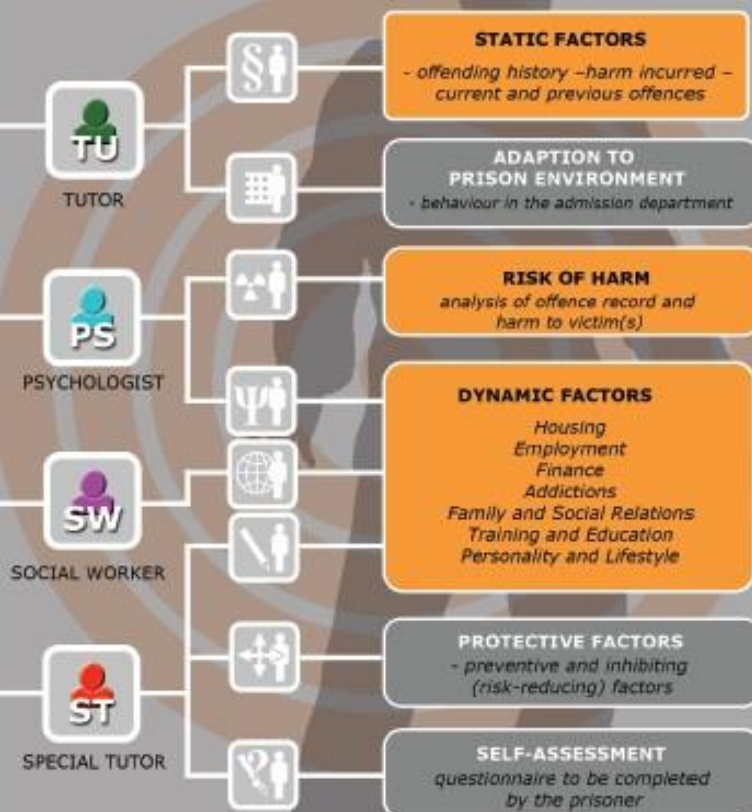 STATIC FACTORS
- offending history –harm incurred –
current and previous offences
§
TU
TUTOR
ADAPTION TO
PRISON ENVIRONMENT
- behaviour in the admission department
RISK OF HARM
analysis of offence record and
harm to victim(s)
PS
PSYCHOLOGIST
Ψ
DYNAMIC FACTORS
Housing
Employment
Finance
Addictions
Family and Social Relations
Training and Education
Personality and Lifestyle
SW
SOCIAL WORKER
PROTECTIVE FACTORS
- preventive and inhibiting
(risk-reducing) factors
ST
SPECIAL TUTOR
?
SELF-ASSESSMENT
questionnaire to be completed
by the prisoner